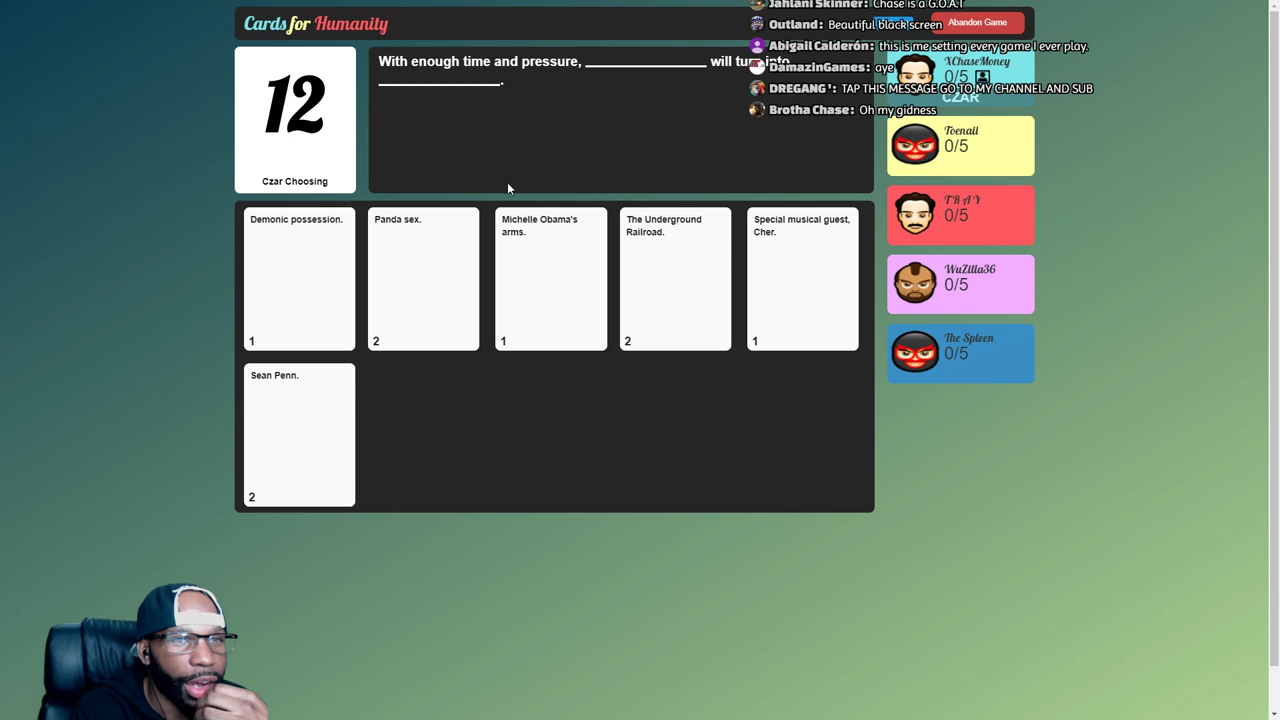 Cards for Humanity
Abandon Game
Jahlani Skinner: Chase is a G.O.A.T
Outland: Beautiful black screen
Abigail Calderón: this is me setting every game I ever play.
DamazinGames: aye
DREGANG': TAP THIS MESSAGE GO TO MY CHANNEL AND SUB
Brotha Chase: Oh my gidness
12
Czar Choosing
With enough time and pressure, ________________ will turn into
________________.
XChaseMoney
0/5
CZAR
Toenail
0/5
T R A Y
0/5
WuZilla36
0/5
The Spleen
0/5
Demonic possession.
1
Panda sex.
2
Michelle Obama's
arms.
1
The Underground
Railroad.
2
Special musical guest,
Cher.
1
Sean Penn.
2